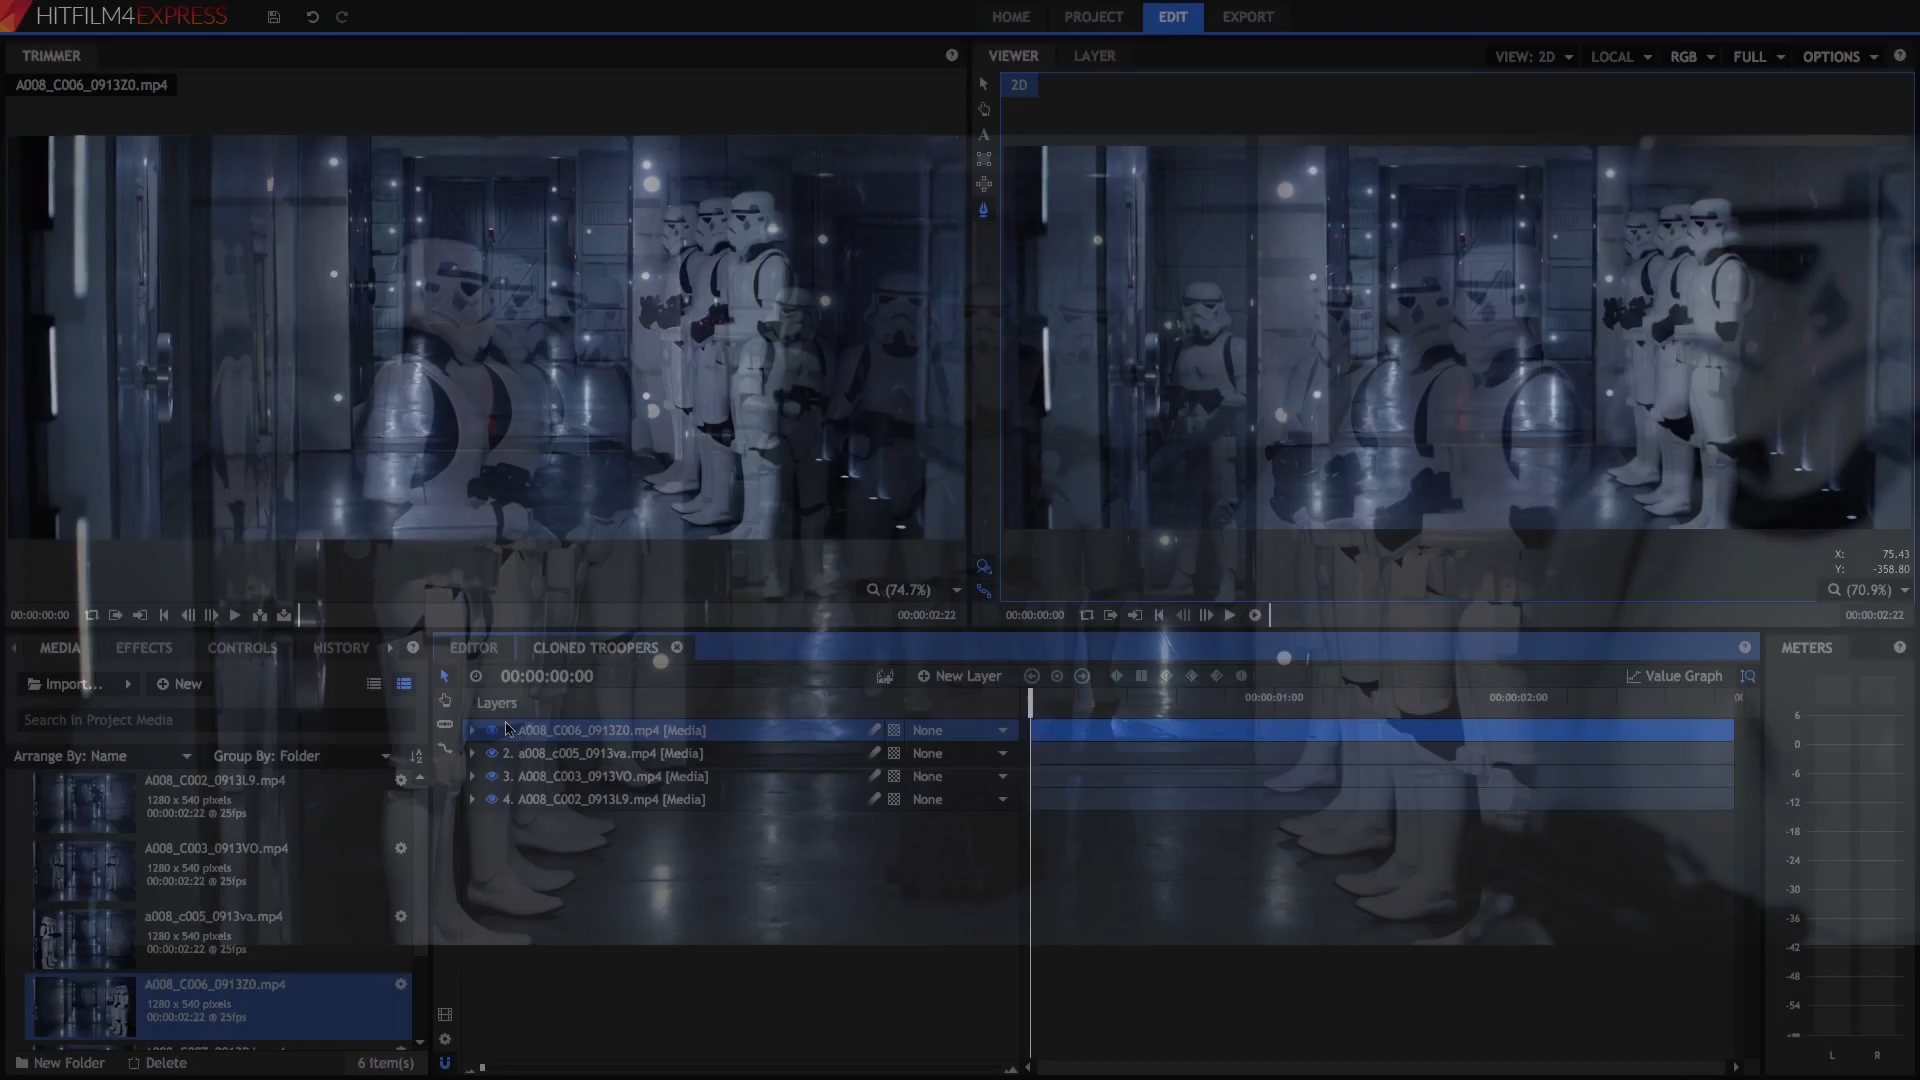 HITFILM4EXPRESS
HOME PROJECT EDIT EXPORT
TRIMMER
A008_C006_0913Z0.mp4
VIEWER LAYER
VIEW: 2D LOCAL RGB FULL OPTIONS
2D
A
X: 75.43
Y: -358.80
(74.7%)
(70.9%)
00:00:00:00
00:00:02:22
00:00:00:00
00:00:02:22
MEDIA EFFECTS CONTROLS HISTORY
Import...
New
Search in Project Media
Arrange By: Name Group By: Folder
A008_C002_0913L9.mp4
1280 x 540 pixels
00:00:02:22 @ 25fps
A008_C003_0913VO.mp4
1280 x 540 pixels
00:00:02:22 @ 25fps
a008_c005_0913va.mp4
1280 x 540 pixels
00:00:02:22 @ 25fps
A008_C006_0913Z0.mp4
1280 x 540 pixels
00:00:02:22 @ 25fps
New Folder Delete 6 item(s)
EDITOR CLONED TROOPERS
00:00:00:00
New Layer
Value Graph
Layers
00:00:01:00
00:00:02:00
A008_C006_0913Z0.mp4 [Media] None
2. a008_c005_0913va.mp4 [Media] None
3. A008_C003_0913VO.mp4 [Media] None
4. A008_C002_0913L9.mp4 [Media] None
METERS
6
0
-6
-12
-18
-24
-30
-36
-42
-48
-54
-∞
L R